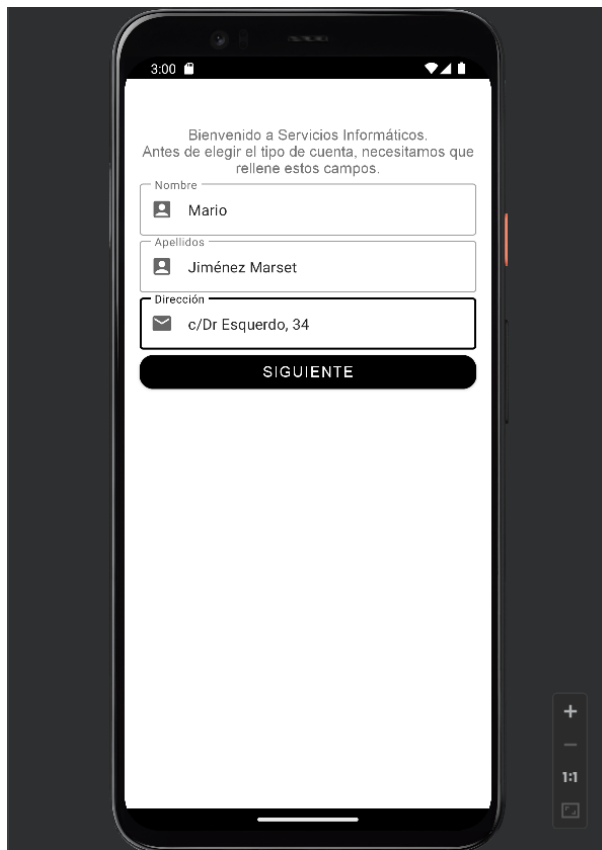 3:00
Bienvenido a Servicios Informáticos.
Antes de elegir el tipo de cuenta, necesitamos que
rellene estos campos.
Nombre
Mario
Apellidos
Jiménez Marset
Dirección
c/Dr Esquerdo, 34
SIGUIENTE
1:1